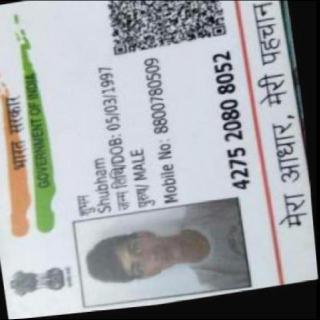 भारत सरकार
GOVERNMENT OF INDIA
शुभम
Shubham
जन्म तिथि/DOB: 05/03/1997
पुरुष/ MALE
Mobile No: 8800780509
4275 2080 8052
मेरा आधार, मेरी पहचान